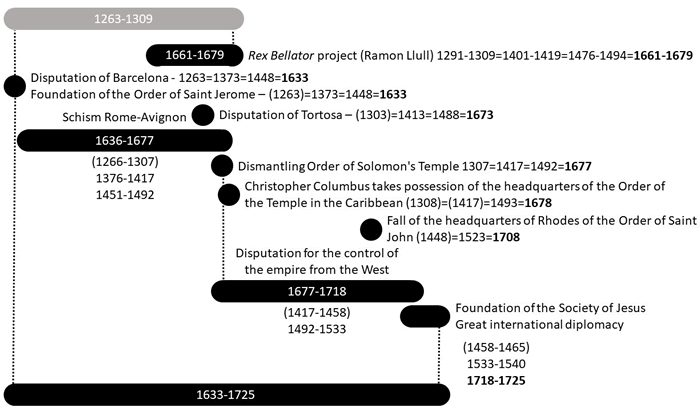 1263-1309
1661-1679
Rex Bellator project (Ramon Llull) 1291-1309=1401-1419=1476-1494=1661-1679
Disputation of Barcelona - 1263=1373=1448=1633
Foundation of the Order of Saint Jerome – (1263)=1373=1448=1633
Schism Rome-Avignon
Disputation of Tortosa – (1303)=1413=1488=1673
1636-1677
(1266-1307)
1376-1417
1451-1492
Dismantling Order of Solomon's Temple 1307=1417=1492=1677
Christopher Columbus takes possession of the headquarters of the Order of
the Temple in the Caribbean (1308)=(1417)=1493=1678
Fall of the headquarters of Rhodes of the Order of Saint
John (1448)=1523=1708
Disputation for the control of
the empire from the West
1677-1718
(1417-1458)
1492-1533
Foundation of the Society of Jesus
Great international diplomacy
(1458-1465)
1533-1540
1718-1725
1633-1725